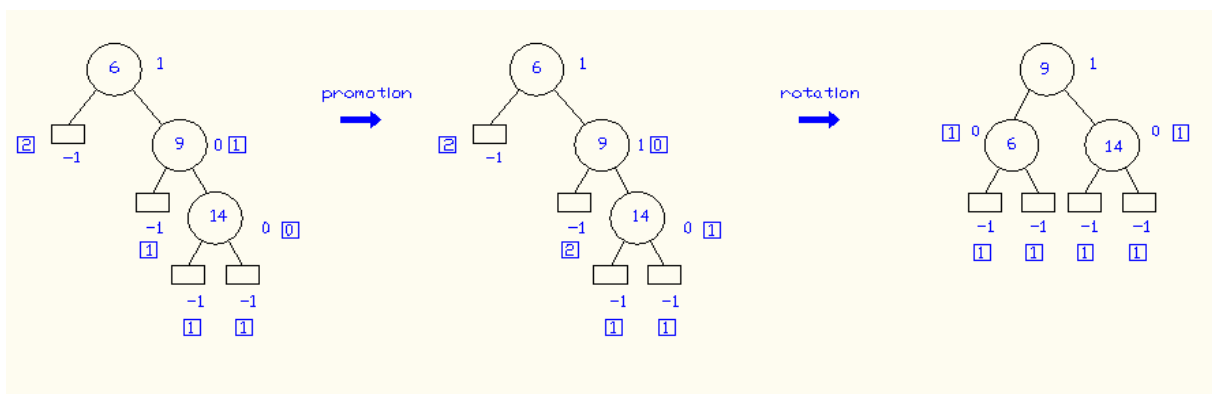 6 1
promotion
6 1
rotation
9 1
2 -1 9 0 1
2 -1 9 1 0
1 0 6 14 0 1
-1 14 0 0
-1 14 0 1
-1 -1 -1 -1
1
2
1 1 1 1
-1 -1
-1 -1
1 1
1 1